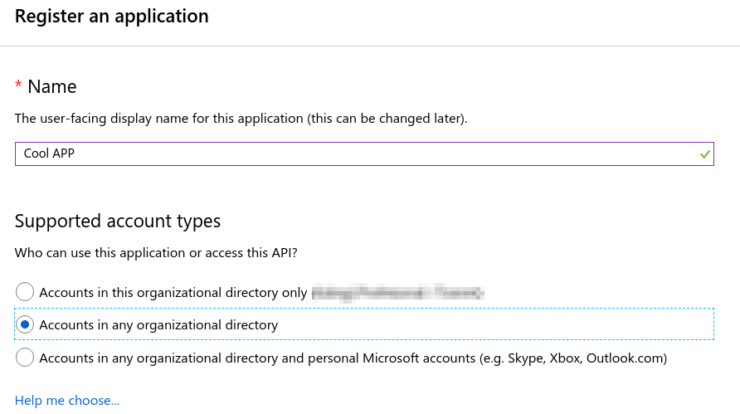 Register an application
* Name
The user-facing display name for this application (this can be changed later).
Cool APP
Supported account types
Who can use this application or access this API?
Accounts in this organizational directory only
Accounts in any organizational directory
Accounts in any organizational directory and personal Microsoft accounts (e.g. Skype, Xbox, Outlook.com)
Help me choose...